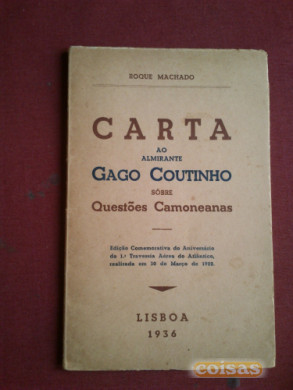 ROQUE MACHADO
CARTA
AO
ALMIRANTE
GAGO COUTINHO
SÔBRE
Questões Camoneanas
Edição Comemorativa do Aniversário
da 1.ª Travessia Aérea do Atlântico,
realizada em 30 de Março de 1922.
LISBOA
1936
coisas